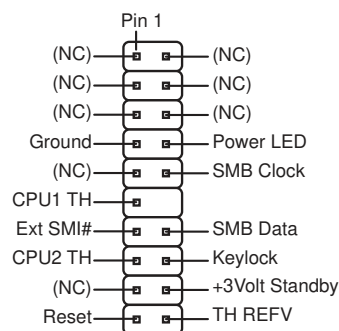 Pin 1
(NC) (NC)
(NC) (NC)
(NC) (NC)
Ground Power LED
(NC) SMB Clock
CPU1 TH
Ext SMI# SMB Data
CPU2 TH Keylock
(NC) +3Volt Standby
Reset TH REFV